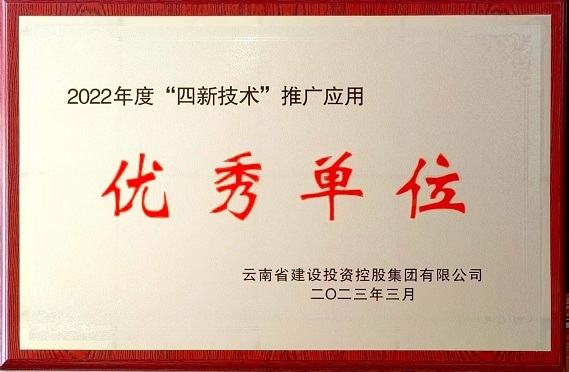 2022年度“四新技术”推广应用
优秀单位
云南省建设投资控股集团有限公司
二〇二三年三月